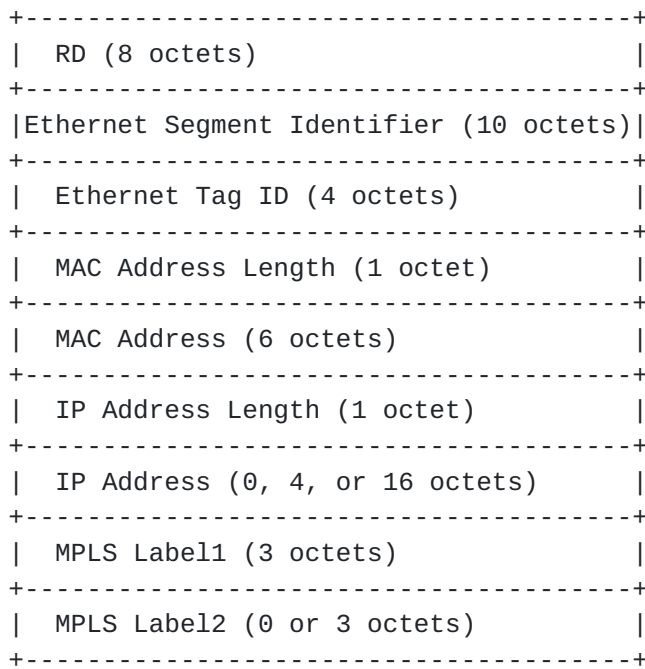 +---------------------------------------+
|  RD (8 octets)                        |
+---------------------------------------+
|Ethernet Segment Identifier (10 octets)|
+---------------------------------------+
|  Ethernet Tag ID (4 octets)           |
+---------------------------------------+
|  MAC Address Length (1 octet)         |
+---------------------------------------+
|  MAC Address (6 octets)               |
+---------------------------------------+
|  IP Address Length (1 octet)          |
+---------------------------------------+
|  IP Address (0, 4, or 16 octets)      |
+---------------------------------------+
|  MPLS Label1 (3 octets)               |
+---------------------------------------+
|  MPLS Label2 (0 or 3 octets)          |
+---------------------------------------+